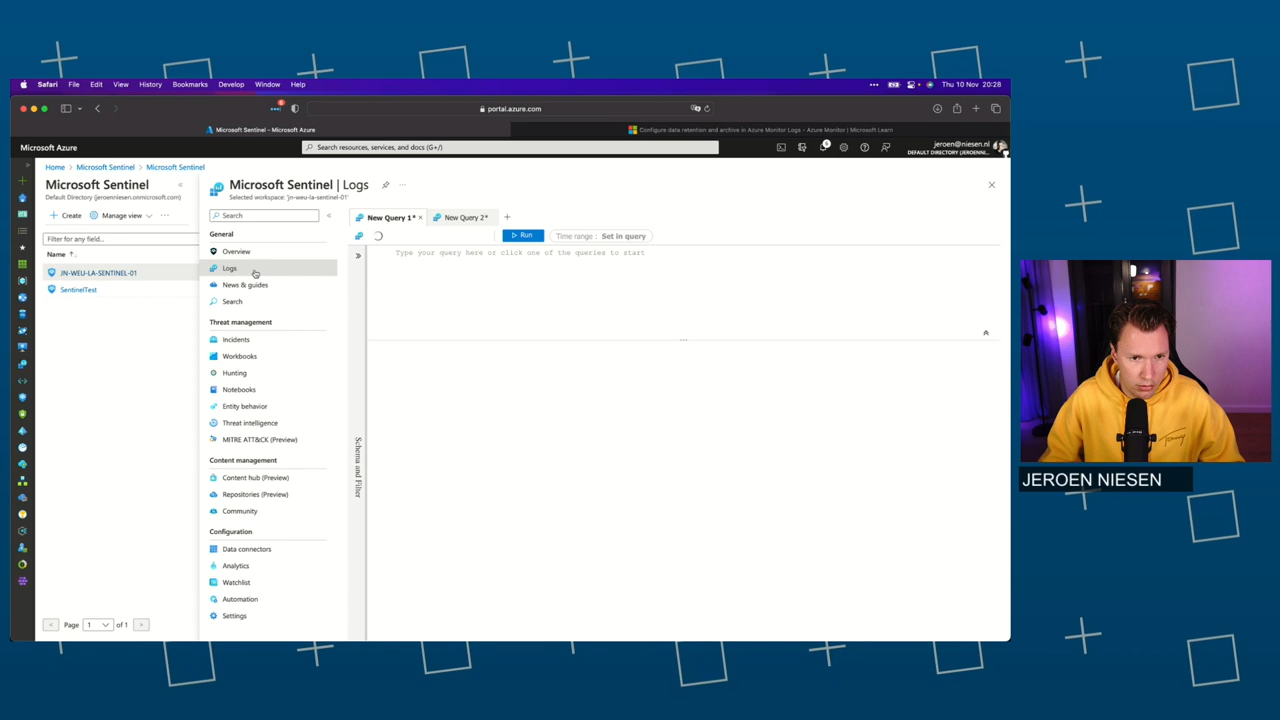 Safari File Edit View History Bookmarks Develop Window Help
Thu 10 Nov 20:28
portal.azure.com
Microsoft Sentinel - Microsoft Azure
Configure data retention and archive in Azure Monitor Logs - Azure Monitor | Microsoft Learn
Microsoft Azure
Search resources, services, and docs (G+/)
jeroen@niesen.nl
DEFAULT DIRECTORY (JEROENNI...
Home > Microsoft Sentinel > Microsoft Sentinel
Microsoft Sentinel
Default Directory (jeroenniesen.onmicrosoft.com)
+ Create
Manage view
...
Filter for any field...
Name ↑
JN-WEU-LA-SENTINEL-01
SentinelTest
< Page 1 of 1 >
Microsoft Sentinel | Logs
...
Selected workspace: 'jn-weu-la-sentinel-01'
Search
General
Overview
Logs
News & guides
Search
Threat management
Incidents
Workbooks
Hunting
Notebooks
Entity behavior
Threat intelligence
MITRE ATT&CK (Preview)
Content management
Content hub (Preview)
Repositories (Preview)
Community
Configuration
Data connectors
Analytics
Watchlist
Automation
Settings
New Query 1*
New Query 2*
+
Run
Time range : Set in query
Type your query here or click one of the queries to start
Schema and Filter
JEROEN NIESEN